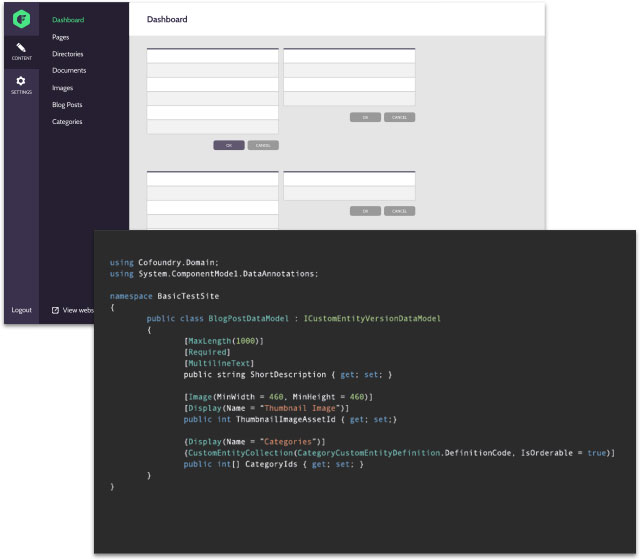 Dashboard
Dashboard
Pages
CONTENT
Directories
Documents
SETTINGS
Images
Blog Posts
Categories
OK CANCEL
OK CANCEL
OK CANCEL
Logout
View webs
using Cofoundry.Domain;
using System.ComponentModel.DataAnnotations;
namespace BasicTestSite
{
public class BlogPostDataModel : ICustomEntityVersionDataModel
{
[MaxLength(1000)]
[Required]
[MultilineText]
public string ShortDescription { get; set; }
[Image(MinWidth = 460, MinHeight = 460)]
[Display(Name = "Thumbnail Image")]
public int ThumbnailImageAssetId { get; set;}
{Display(Name = "Categories")]
{CustomEntityCollection(CategoryCustomEntityDefinition.DefinitionCode, IsOrderable = true)]
public int[] CategoryIds { get; set; }
}
}